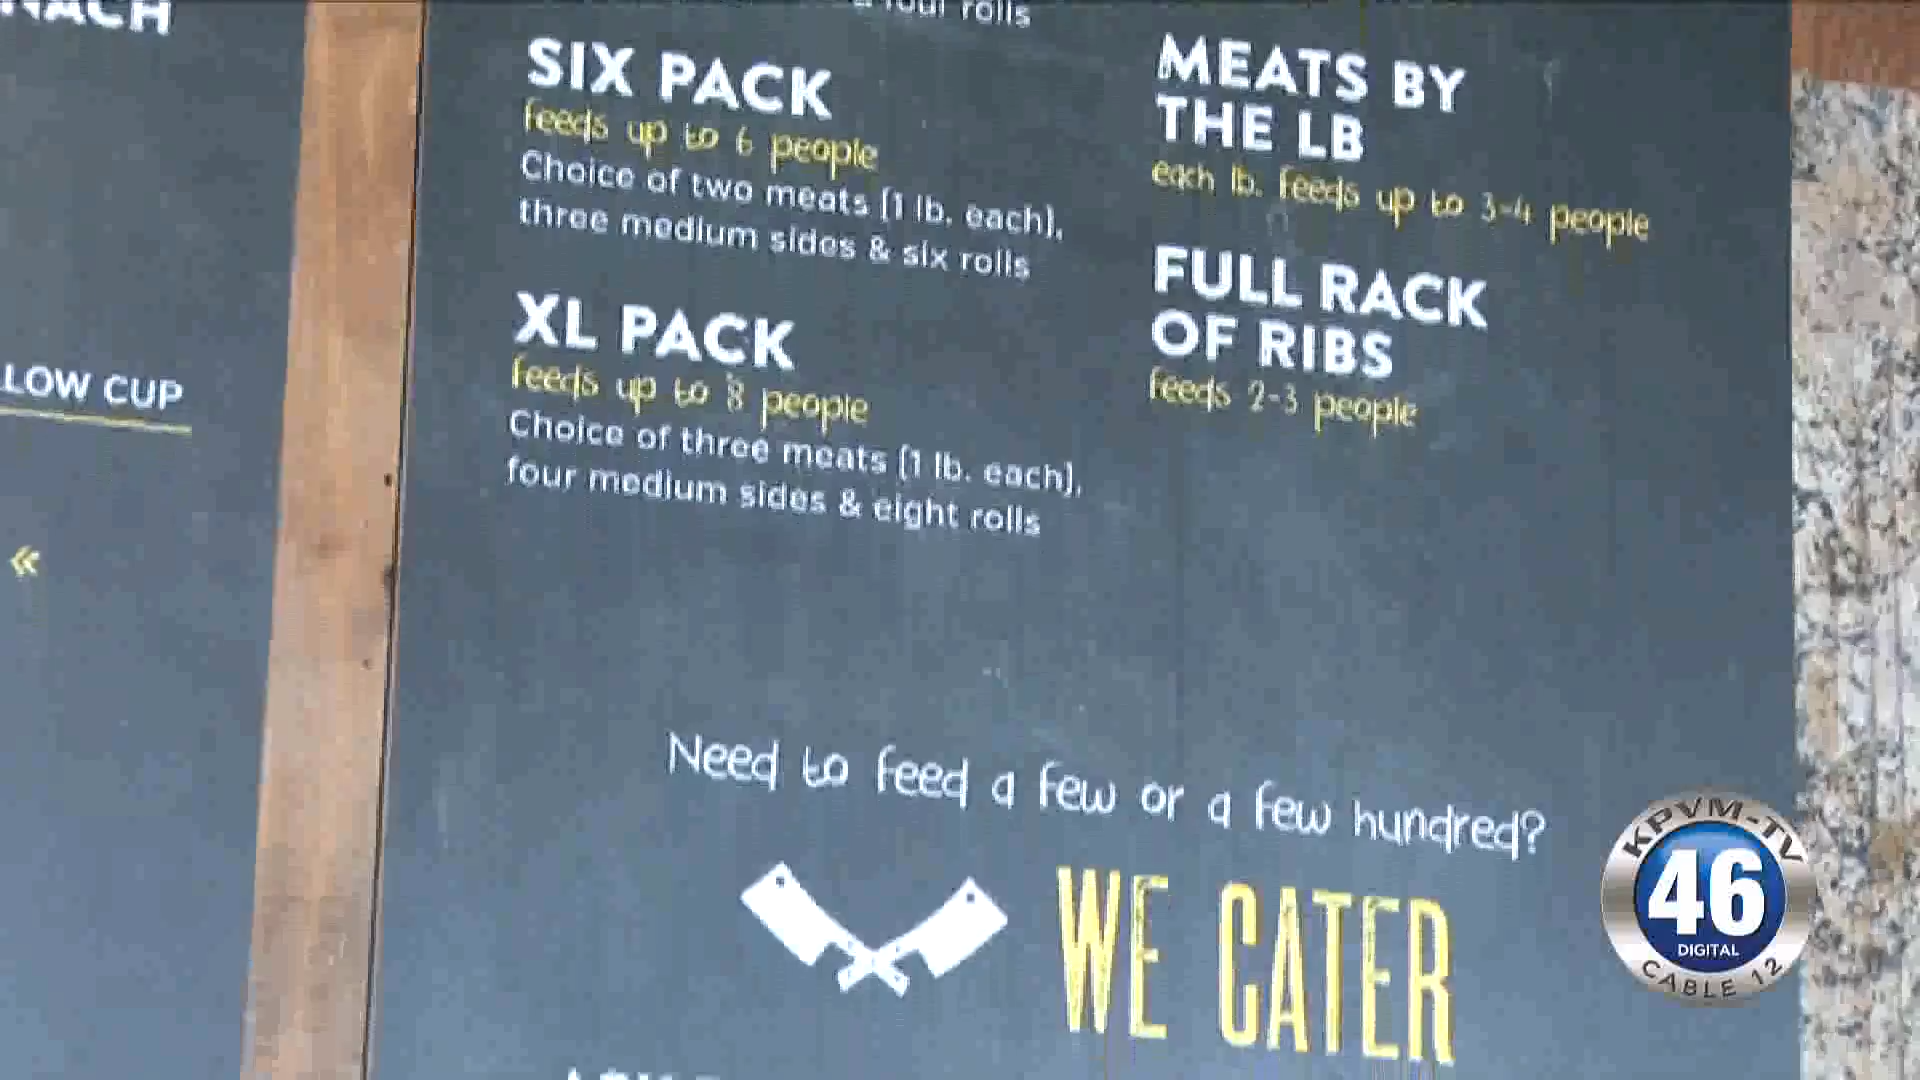 rolls
SIX PACK
feeds up to 6 people
Choice of two meats (1 lb. each),
three medium sides & six rolls
XL PACK
feeds up to 8 people
Choice of three meats (1 lb. each),
four medium sides & eight rolls
MEATS BY
THE LB
each lb. feeds up to 3-4 people
FULL RACK
OF RIBS
feeds 2-3 people
LOW CUP
«
Need to feed a few or a few hundred?
WE CATER
KPVM-TV
46
DIGITAL
CABLE 12